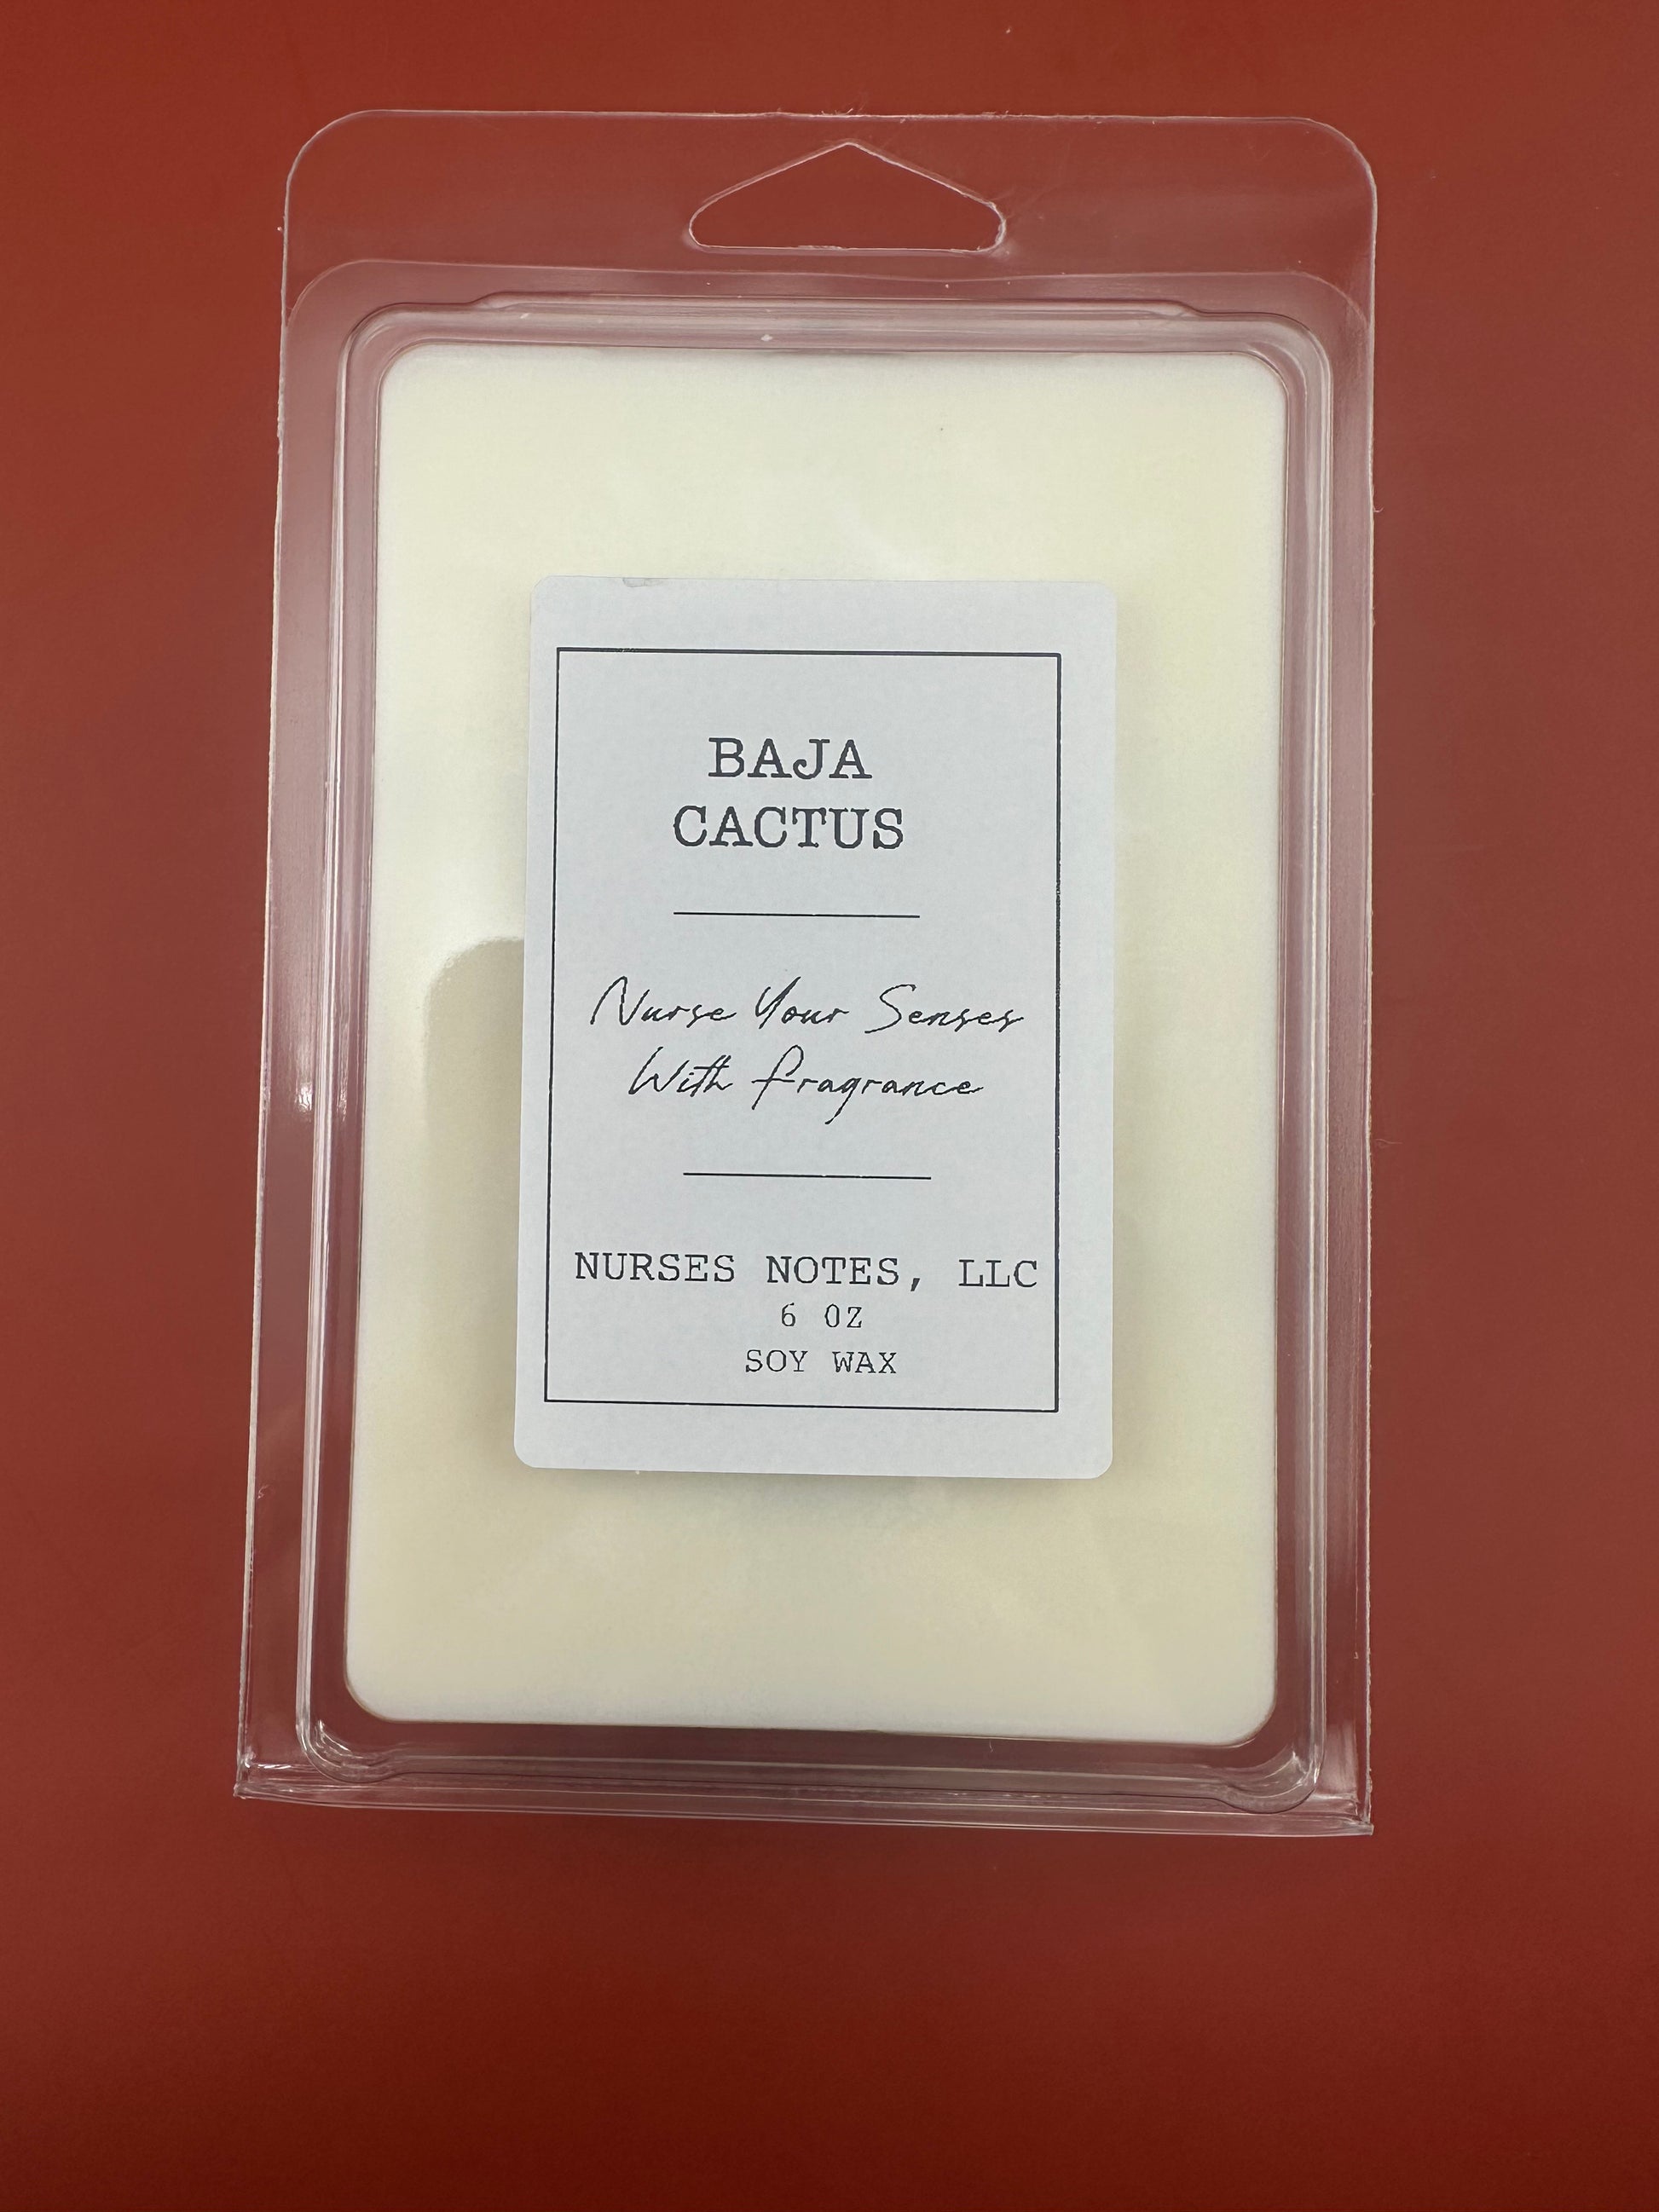 BAJA
CACTUS
Nurse Your Senses
With Fragrance
NURSES NOTES, LLC
6 OZ
SOY WAX